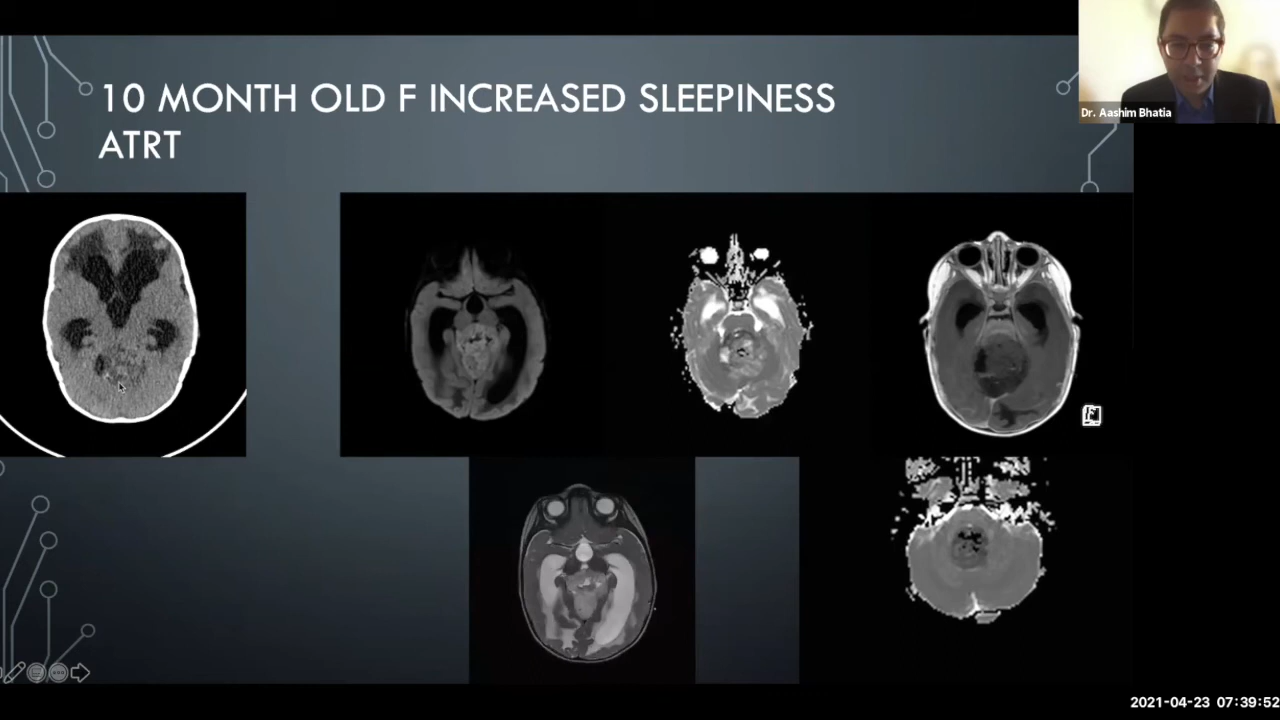 10 MONTH OLD F INCREASED SLEEPINESS
ATRT
Dr. Aashim Bhatia
2021-04-23 07:39:52